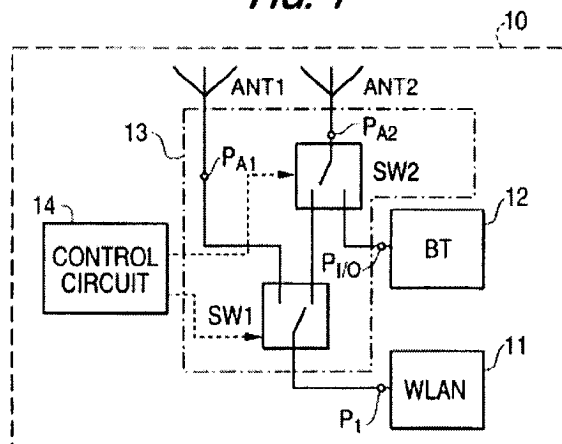 FIG. 1
10
ANT1
ANT2
13
PA1
PA2
SW2
14
12
CONTROL
CIRCUIT
PI/O
BT
SW1
11
WLAN
P1